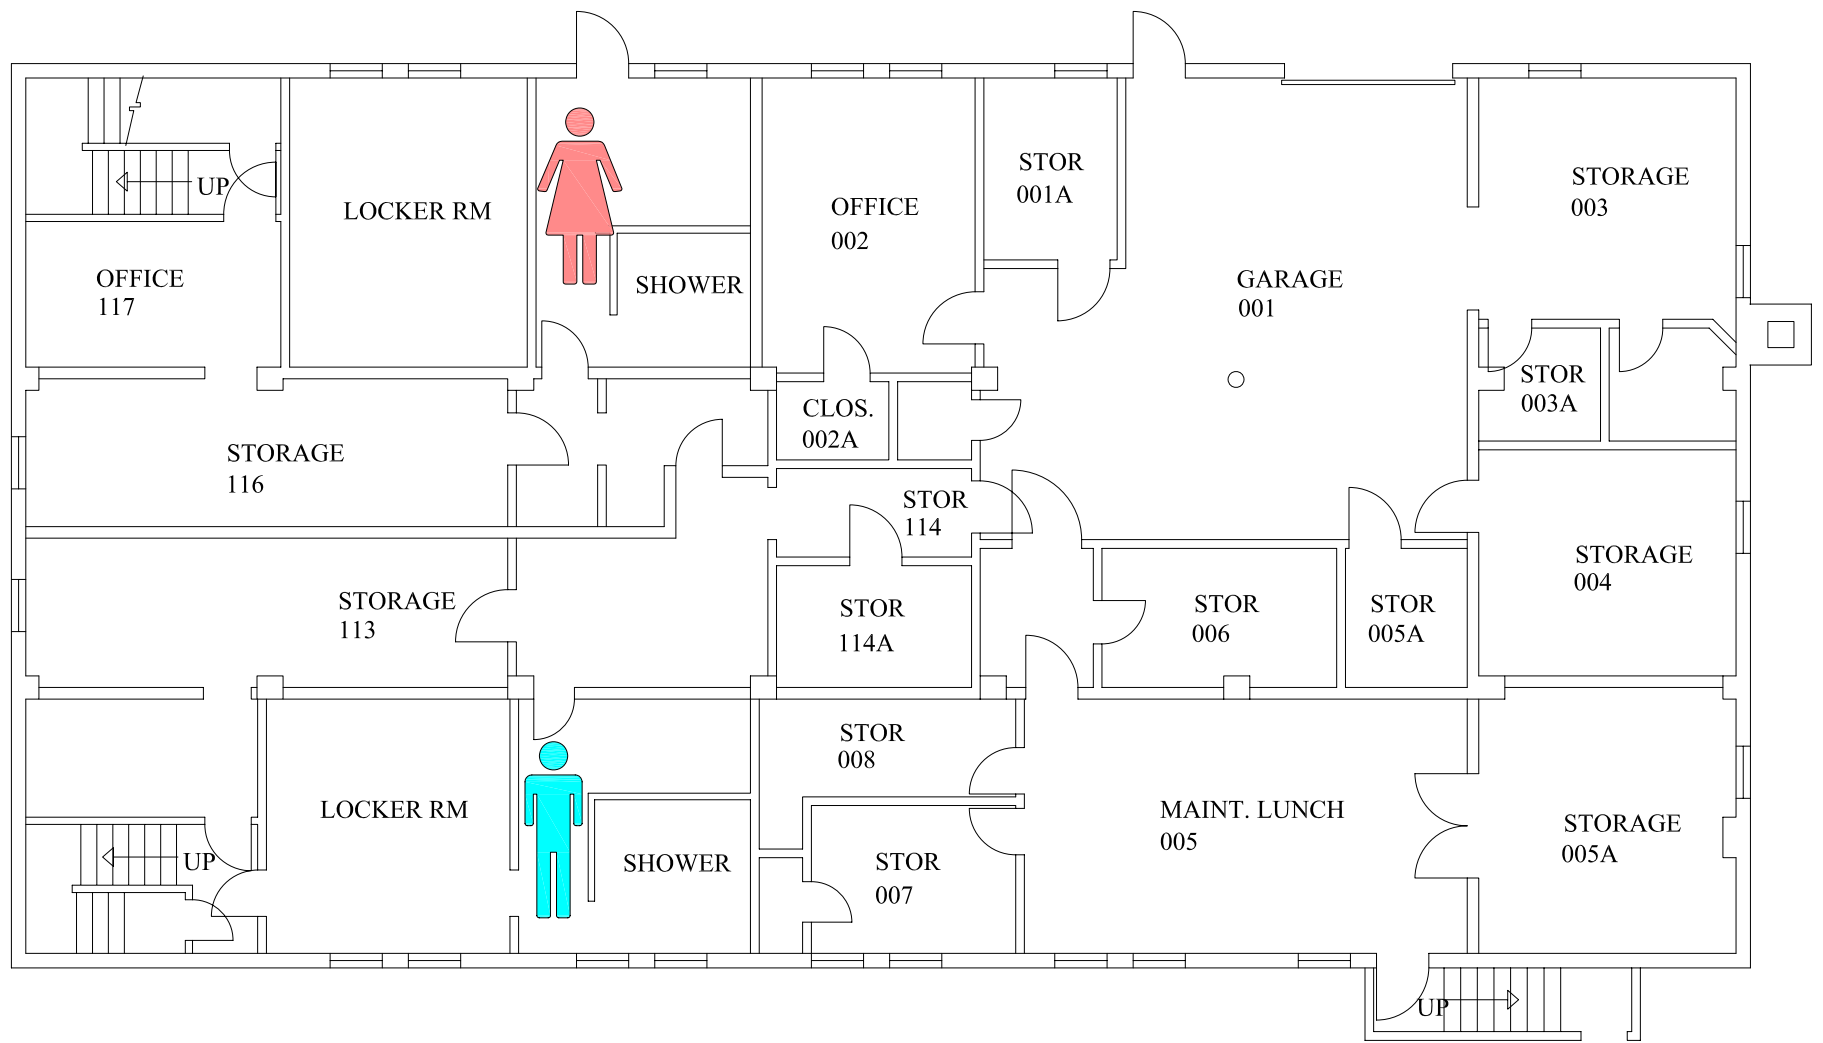 UP
LOCKER RM
OFFICE
117
SHOWER
OFFICE
002
STOR
001A
GARAGE
001
STORAGE
003
STOR
003A
CLOS.
002A
STORAGE
116
STOR
114
STORAGE
004
STORAGE
113
STOR
114A
STOR
006
STOR
005A
STOR
008
MAINT. LUNCH
005
LOCKER RM
UP
SHOWER
STOR
007
STORAGE
005A
UP